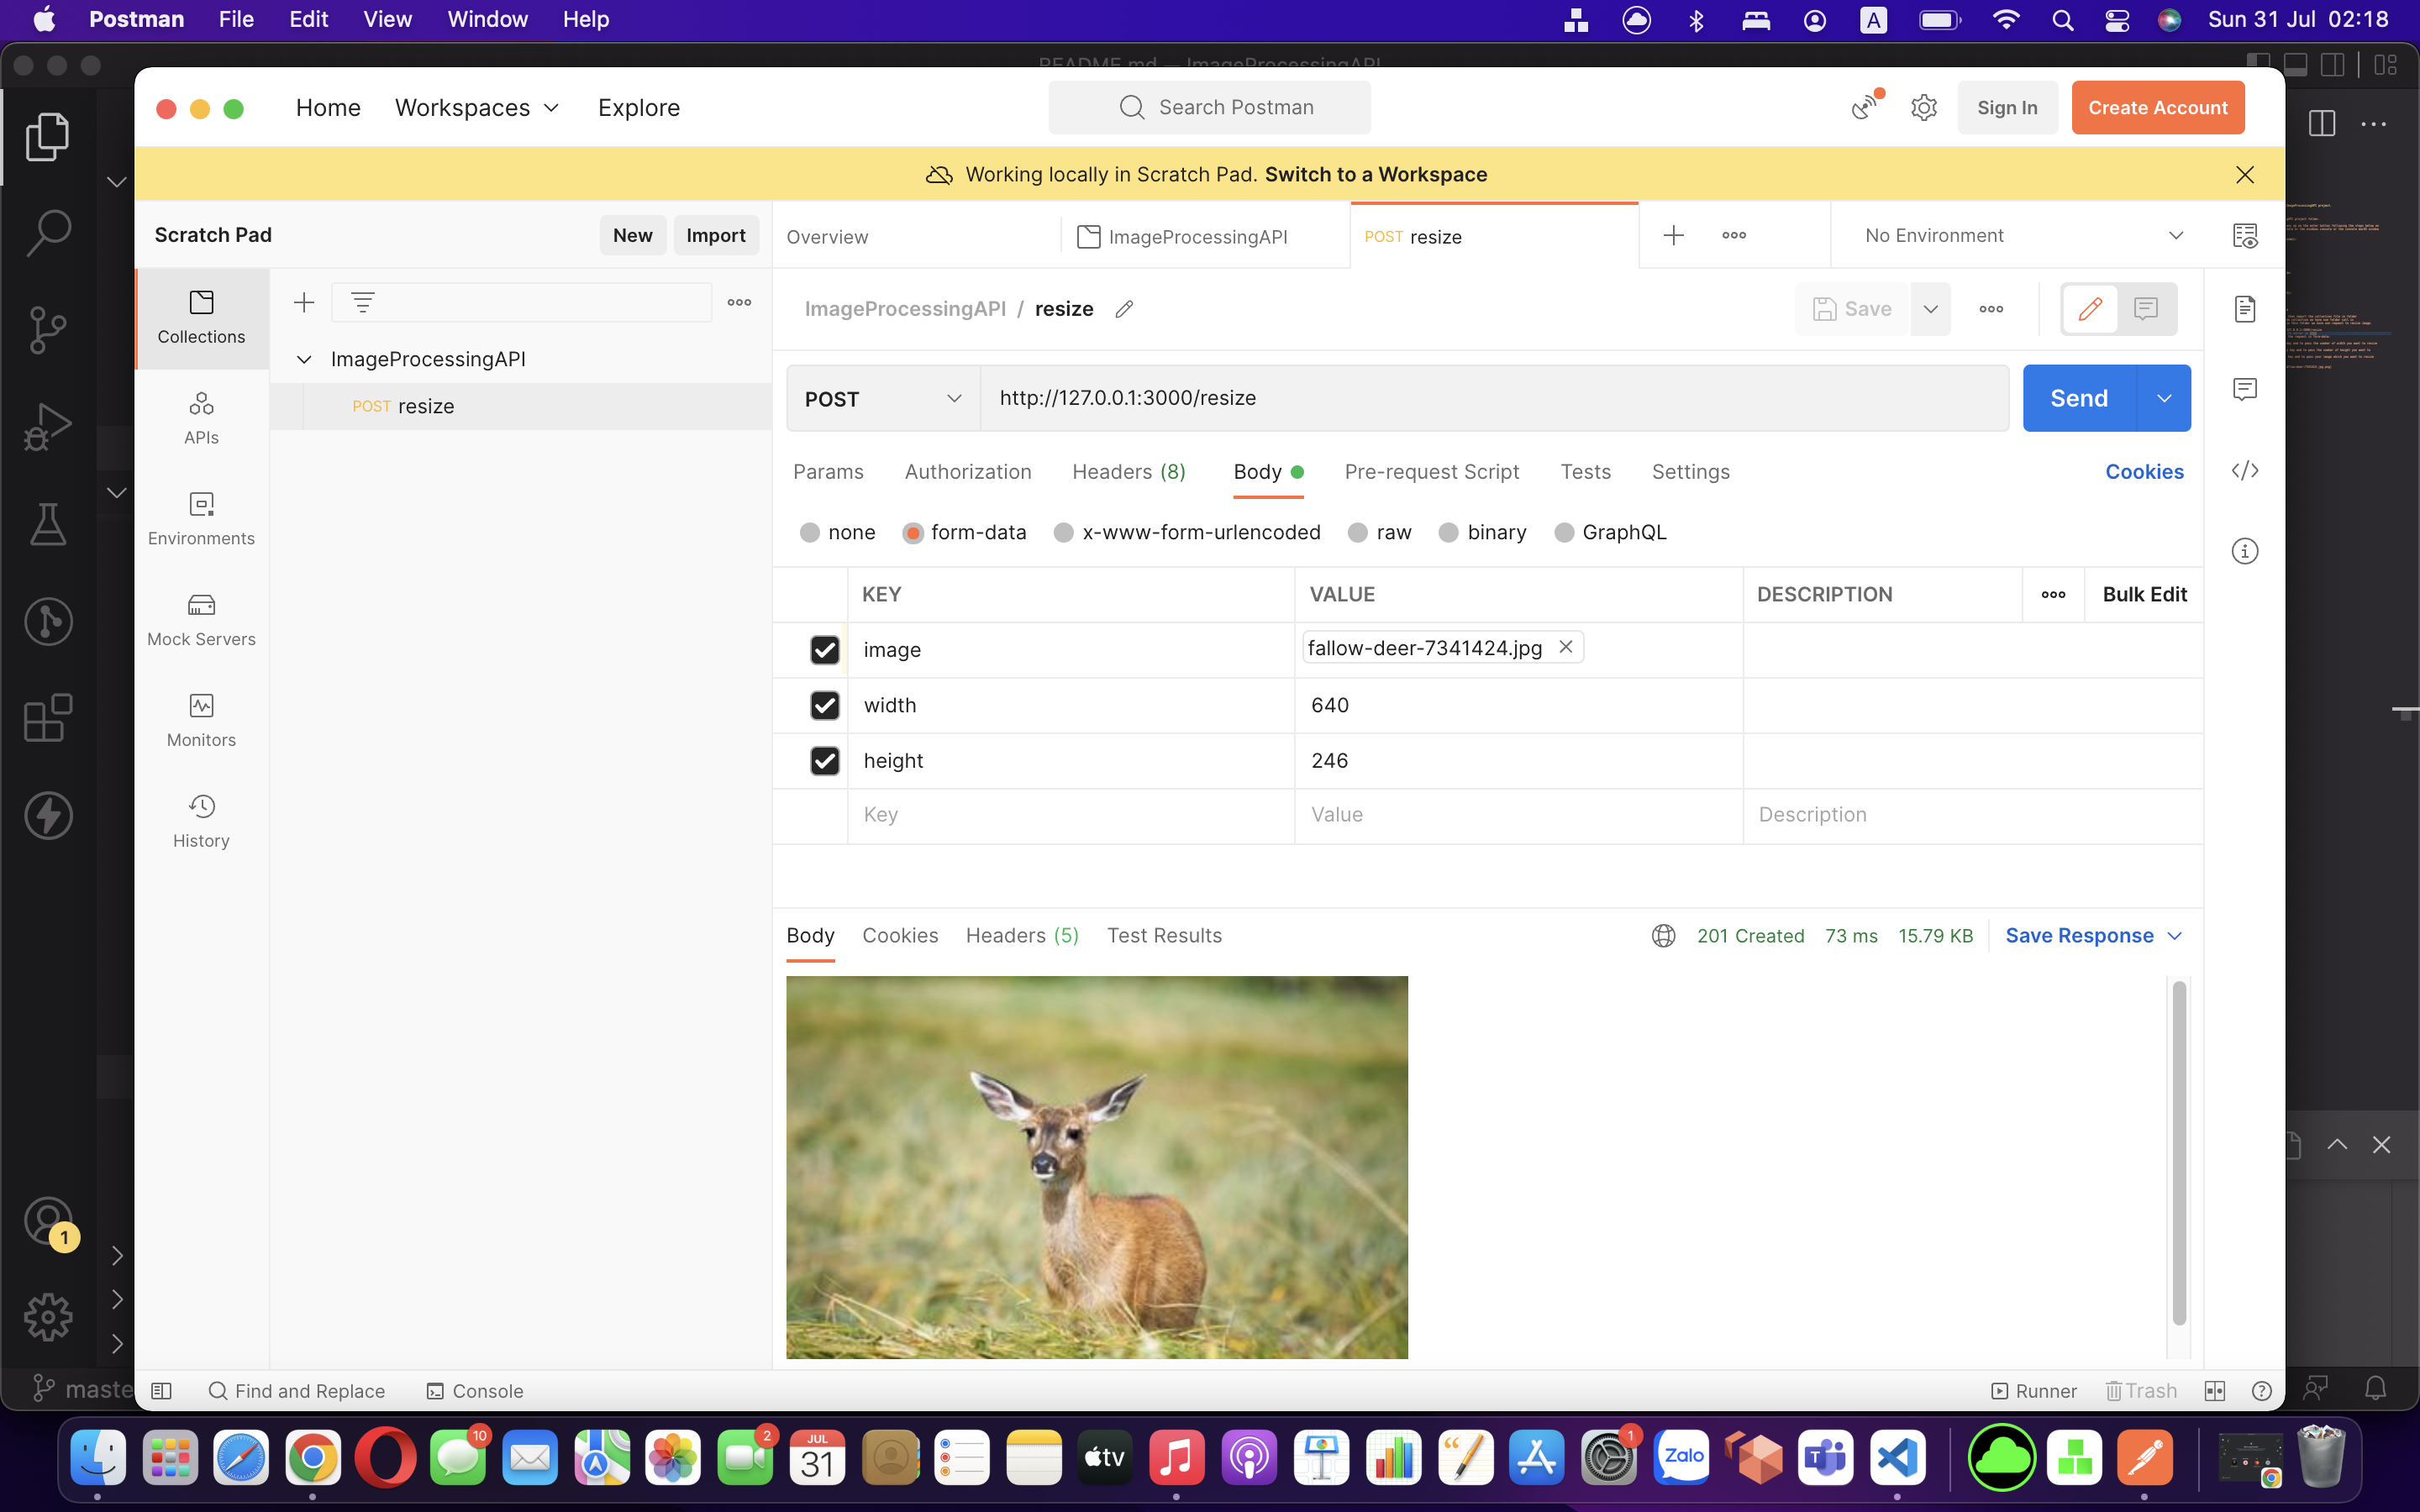 Postman File Edit View Window Help
A Sun 31 Jul 02:18
README.md — ImageProcessingAPI
Home Workspaces Explore
Search Postman
Sign In Create Account
Working locally in Scratch Pad. Switch to a Workspace
Scratch Pad New Import
Overview ImageProcessingAPI POST resize
No Environment
Collections
APIs
Environments
Mock Servers
Monitors
History
ImageProcessingAPI
POST resize
ImageProcessingAPI / resize
Save
POST http://127.0.0.1:3000/resize Send
Params Authorization Headers (8) Body Pre-request Script Tests Settings Cookies
none form-data x-www-form-urlencoded raw binary GraphQL
KEY VALUE DESCRIPTION Bulk Edit
image fallow-deer-7341424.jpg
width 640
height 246
Key Value Description
Body Cookies Headers (5) Test Results
201 Created 73 ms 15.79 KB Save Response
1
maste
Find and Replace Console
Runner Trash
10
2
JUL
31
tv
1
Zalo